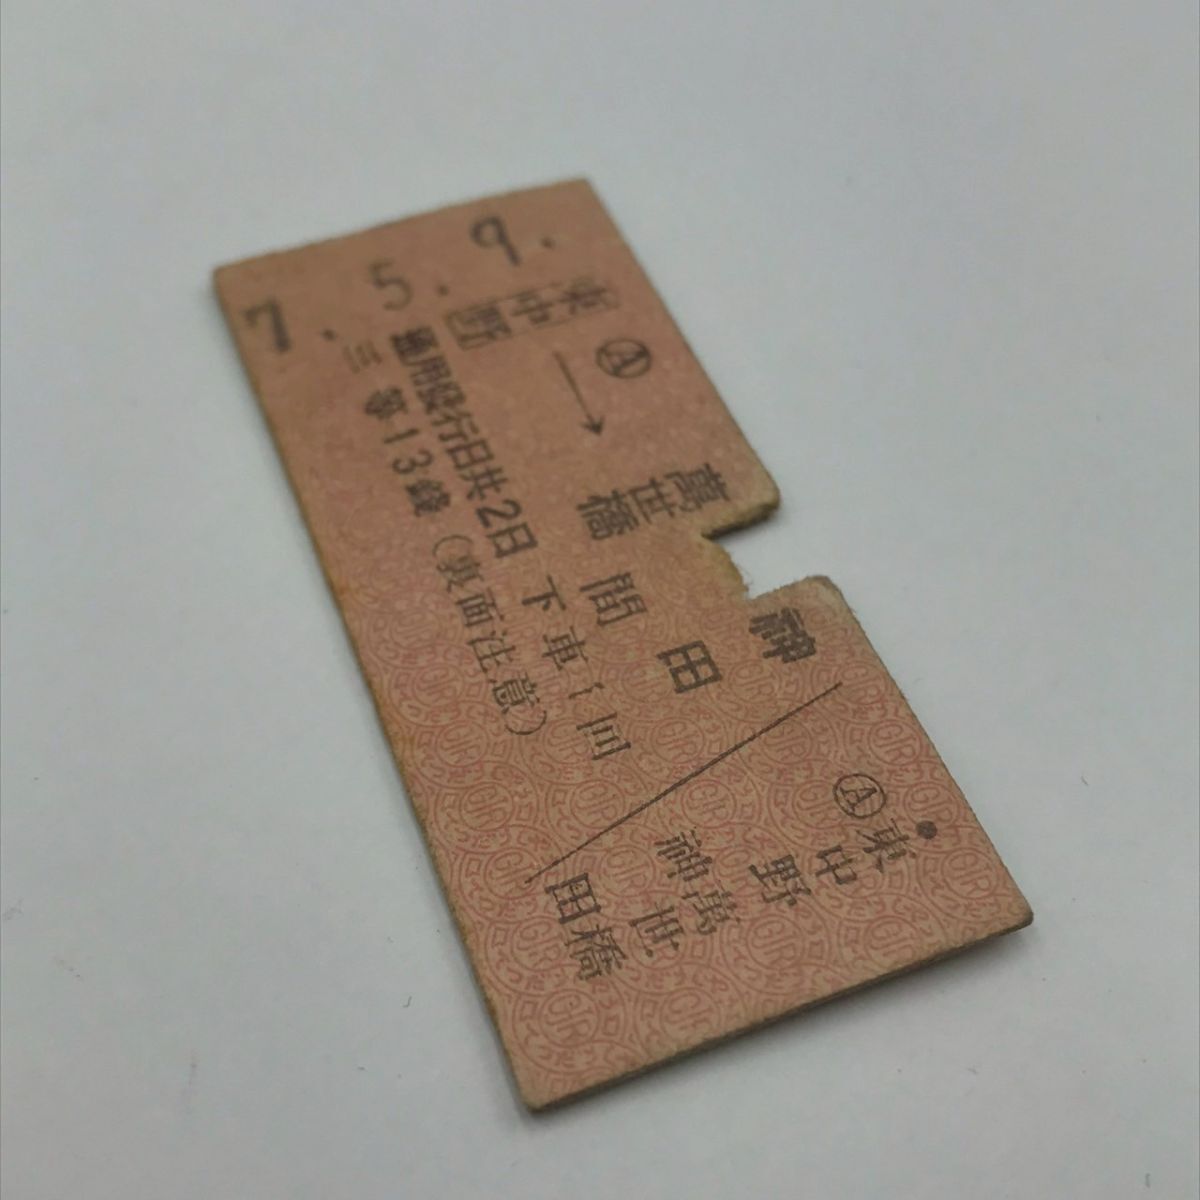 7. 5. 9.
Ⓐ
東中野 → 萬世橋 神田 間
通用發行日共2日 下車1回
三等13錢 (裏面注意)
Ⓐ東中野
萬世橋
神田